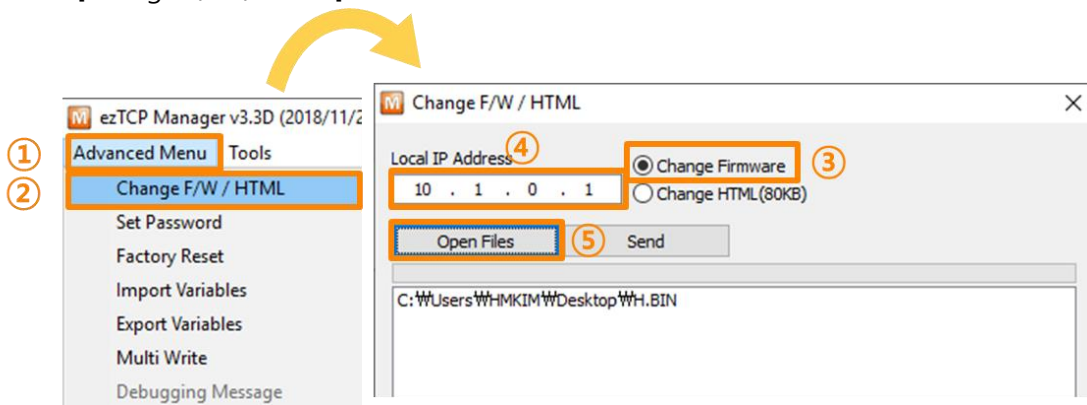 M ezTCP Manager v3.3D (2018/11/2
① Advanced Menu Tools
② Change F/W / HTML
Set Password
Factory Reset
Import Variables
Export Variables
Multi Write
Debugging Message
M Change F/W / HTML
Local IP Address ④ Change Firmware ③
10 . 1 . 0 . 1 Change HTML(80KB)
Open Files ⑤ Send
C:₩Users₩HMKIM₩Desktop₩H.BIN